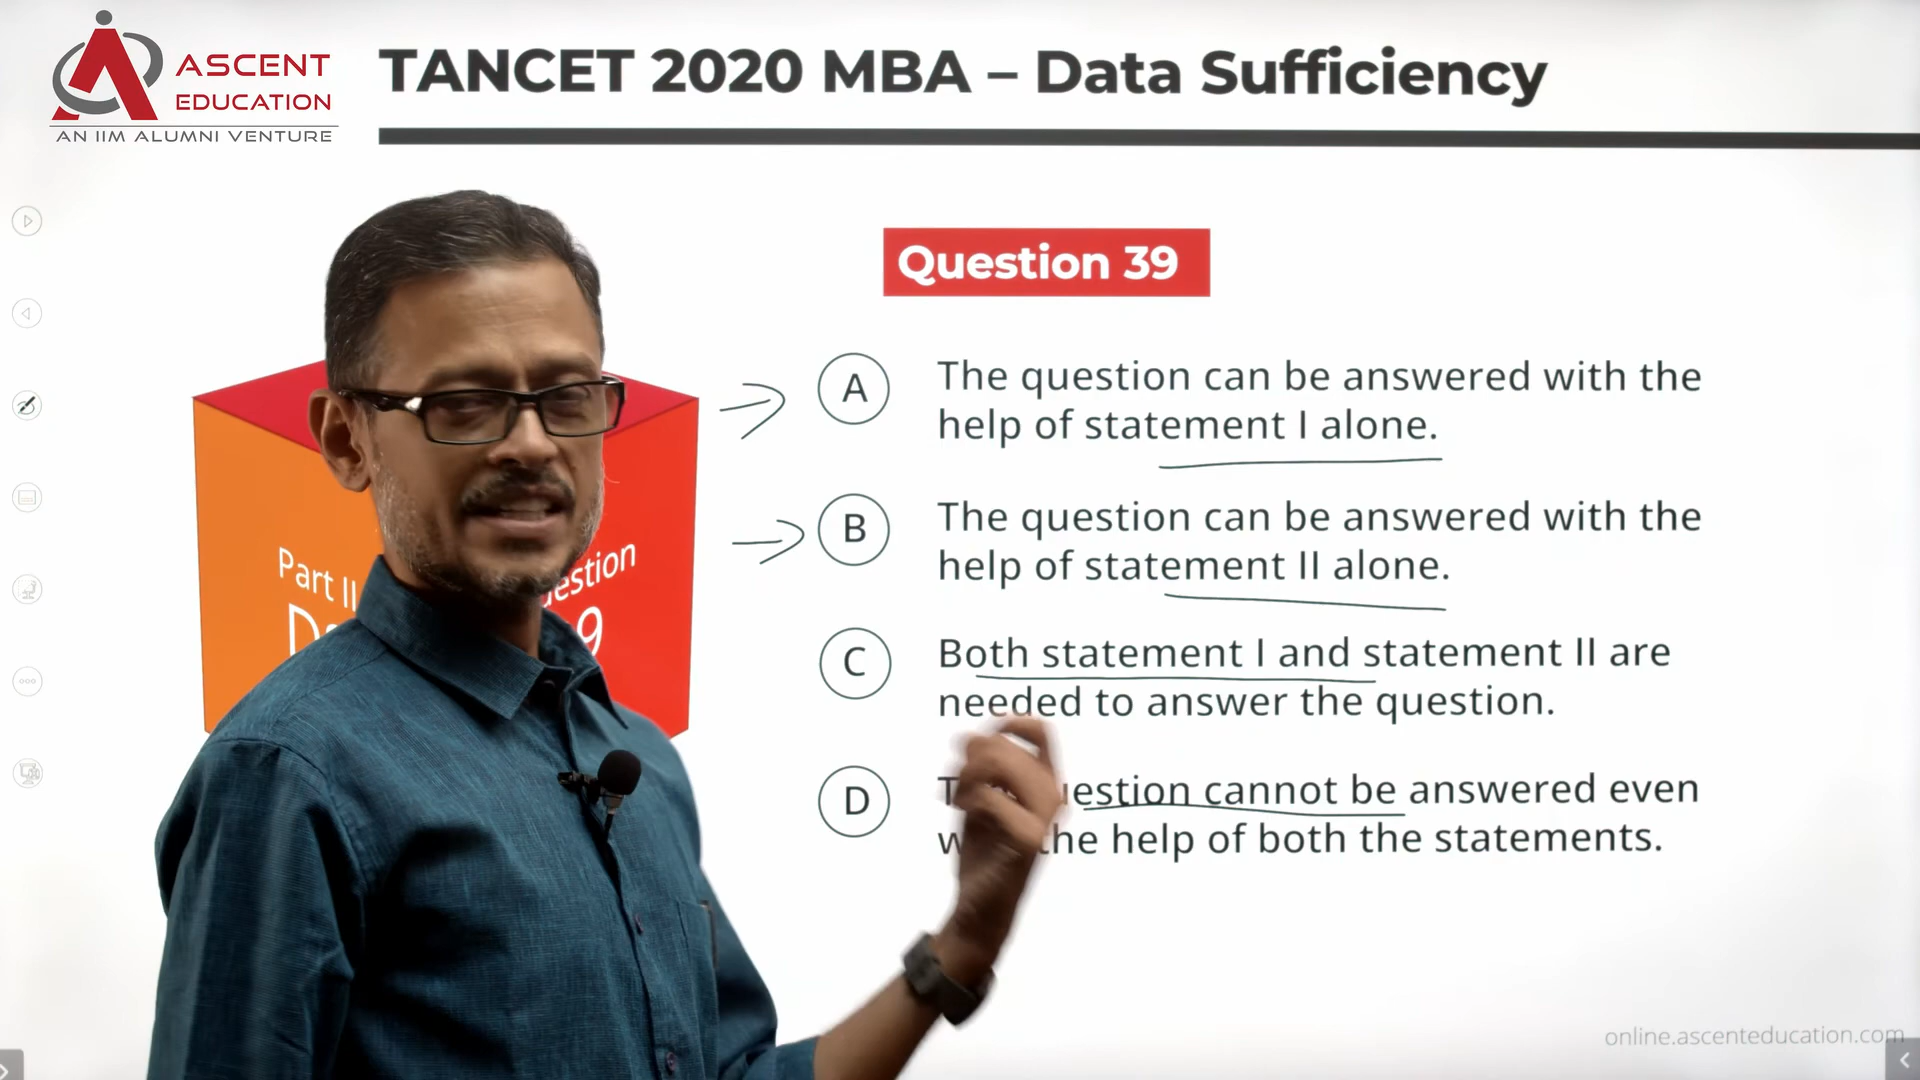 ASCENT
EDUCATION
AN IIM ALUMNI VENTURE
TANCET 2020 MBA – Data Sufficiency
Question 39
A
The question can be answered with the
help of statement I alone.
B
The question can be answered with the
help of statement II alone.
Part II
C
Both statement I and statement II are
needed to answer the question.
D
cannot be answered even
the help of both the statements.
online.ascenteducation.com